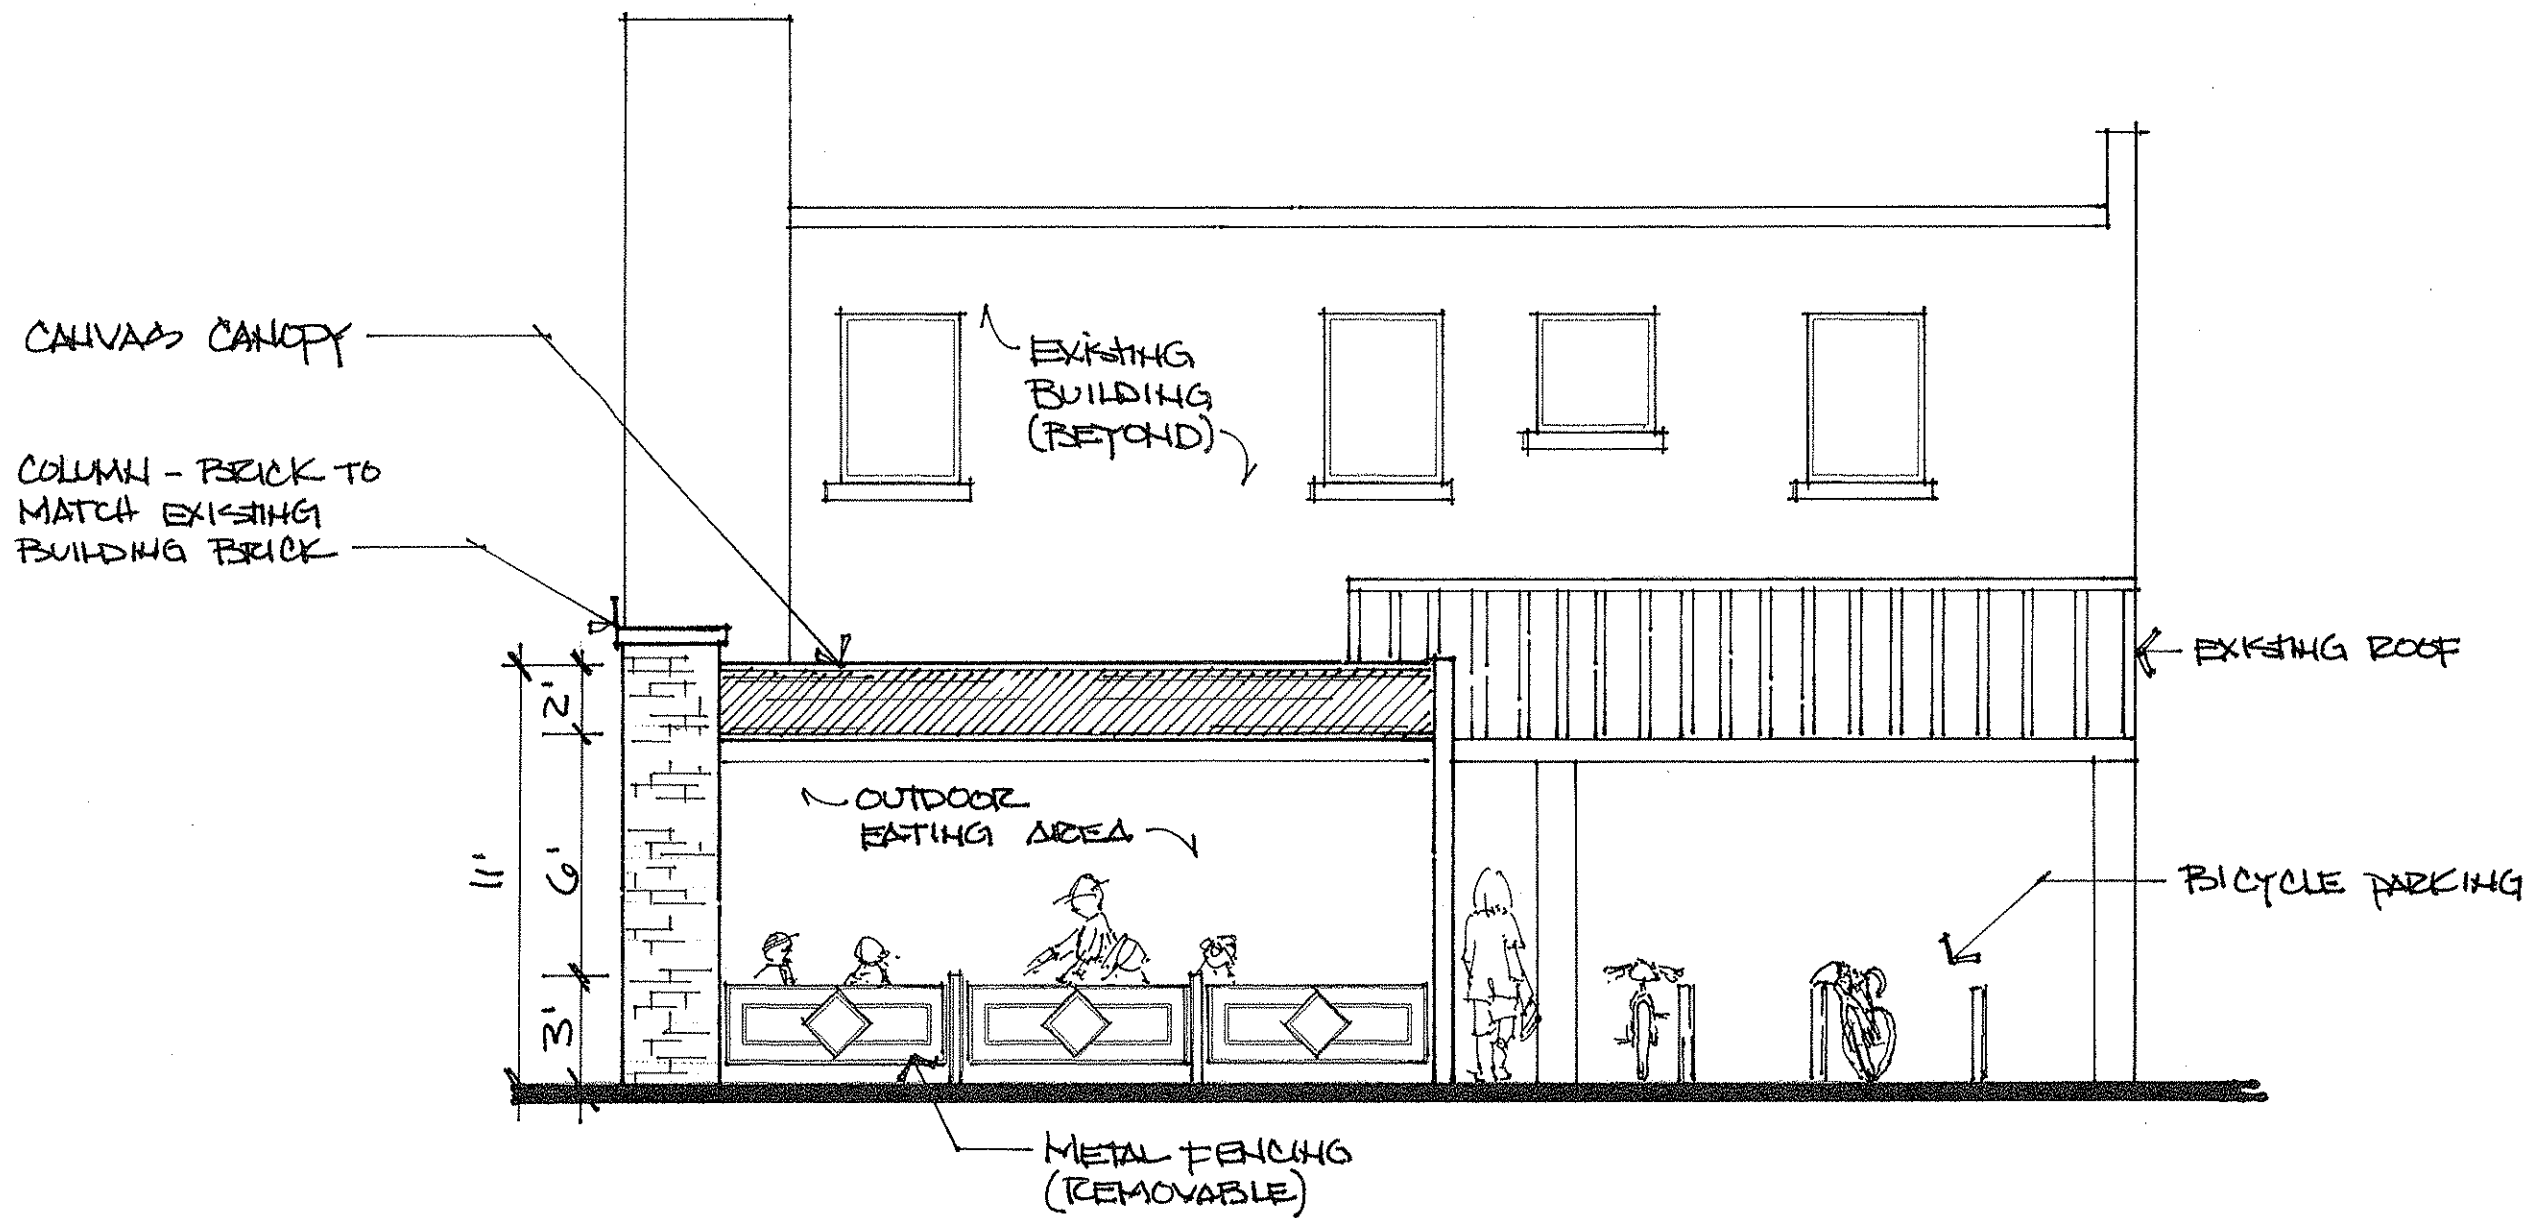 CANVAS CANOPY
COLUMN - BRICK TO
MATCH EXISTING
BUILDING BRICK
EXISTING
BUILDING
(BEYOND)
EXISTING ROOF
2'
11'
6'
3'
OUTDOOR
EATING AREA
BICYCLE PARKING
METAL FENCING
(REMOVABLE)